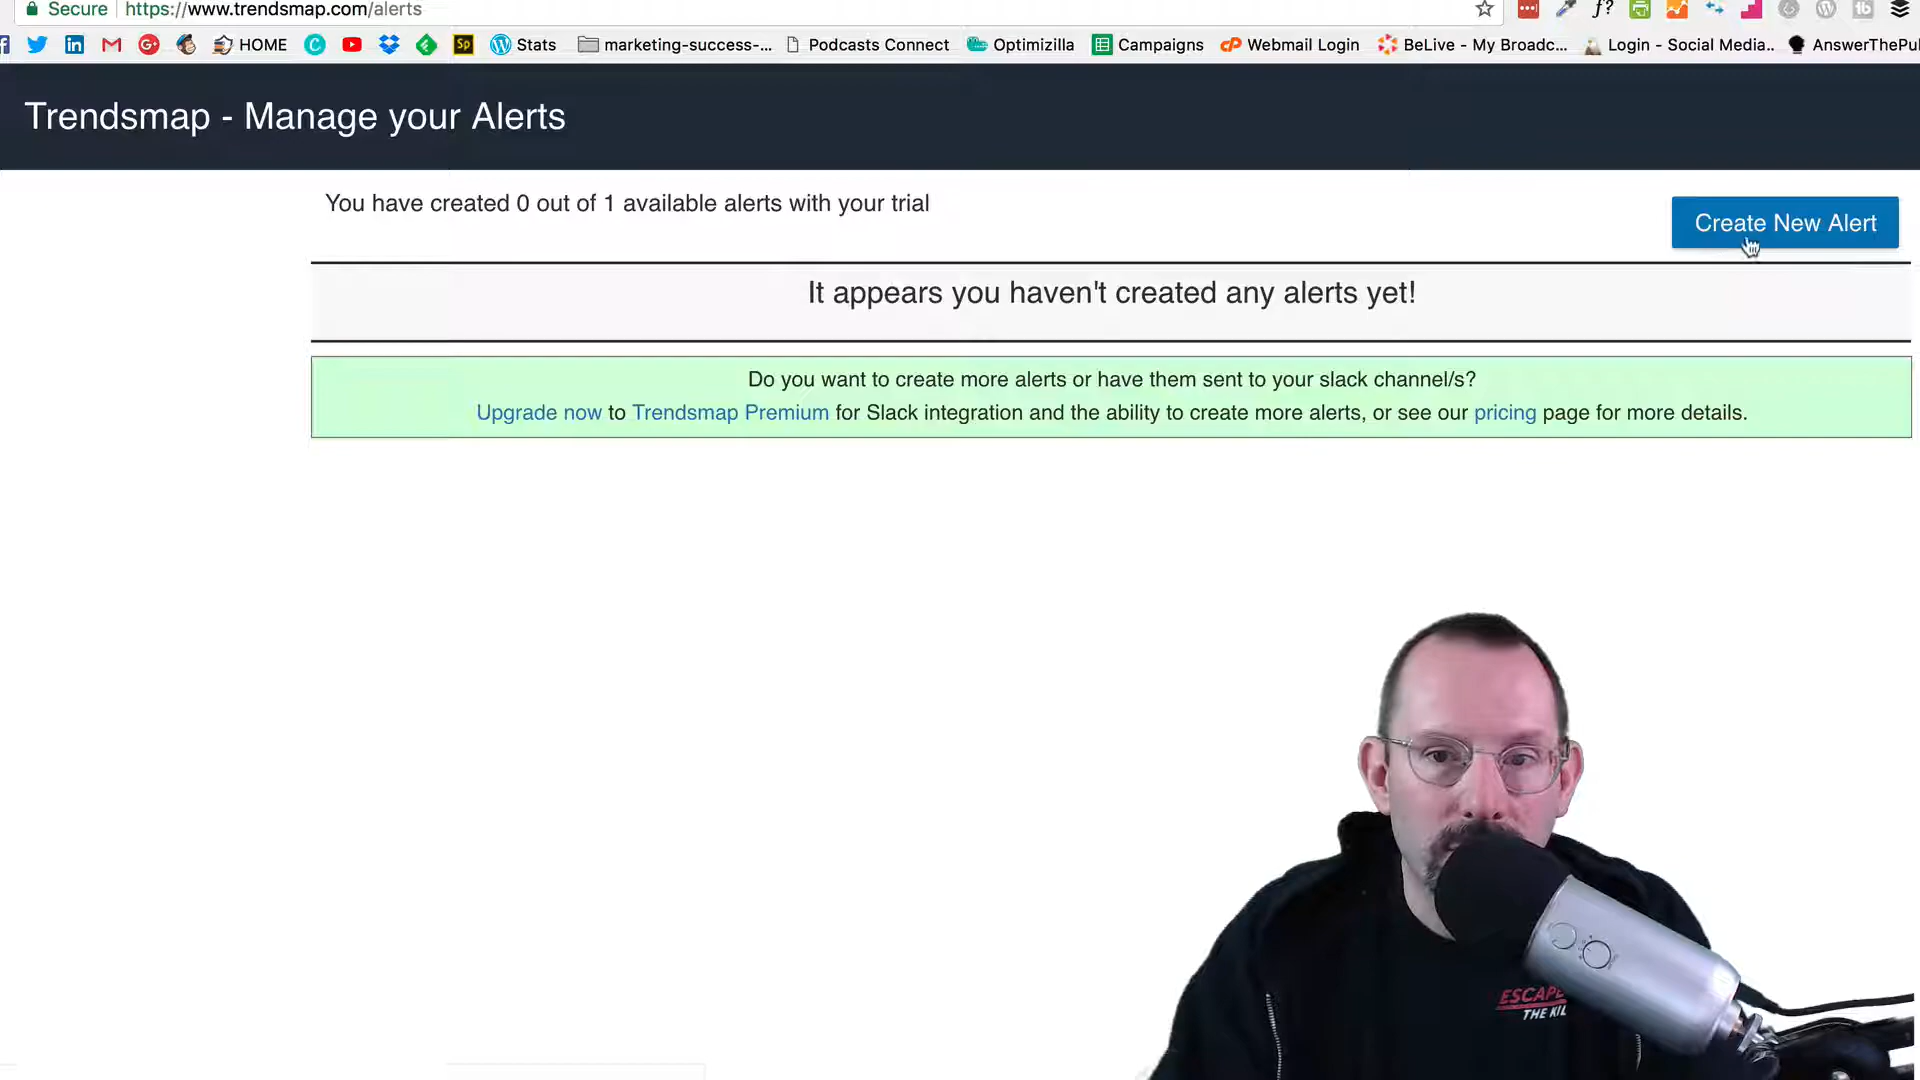 Secure https://www.trendsmap.com/alerts
HOME Stats marketing-success-... Podcasts Connect Optimizilla Campaigns Webmail Login BeLive - My Broadc... Login - Social Media.. AnswerThePul
Trendsmap - Manage your Alerts
You have created 0 out of 1 available alerts with your trial
Create New Alert
It appears you haven't created any alerts yet!
Do you want to create more alerts or have them sent to your slack channel/s?
Upgrade now to Trendsmap Premium for Slack integration and the ability to create more alerts, or see our pricing page for more details.
ESCAPE
THE KIL